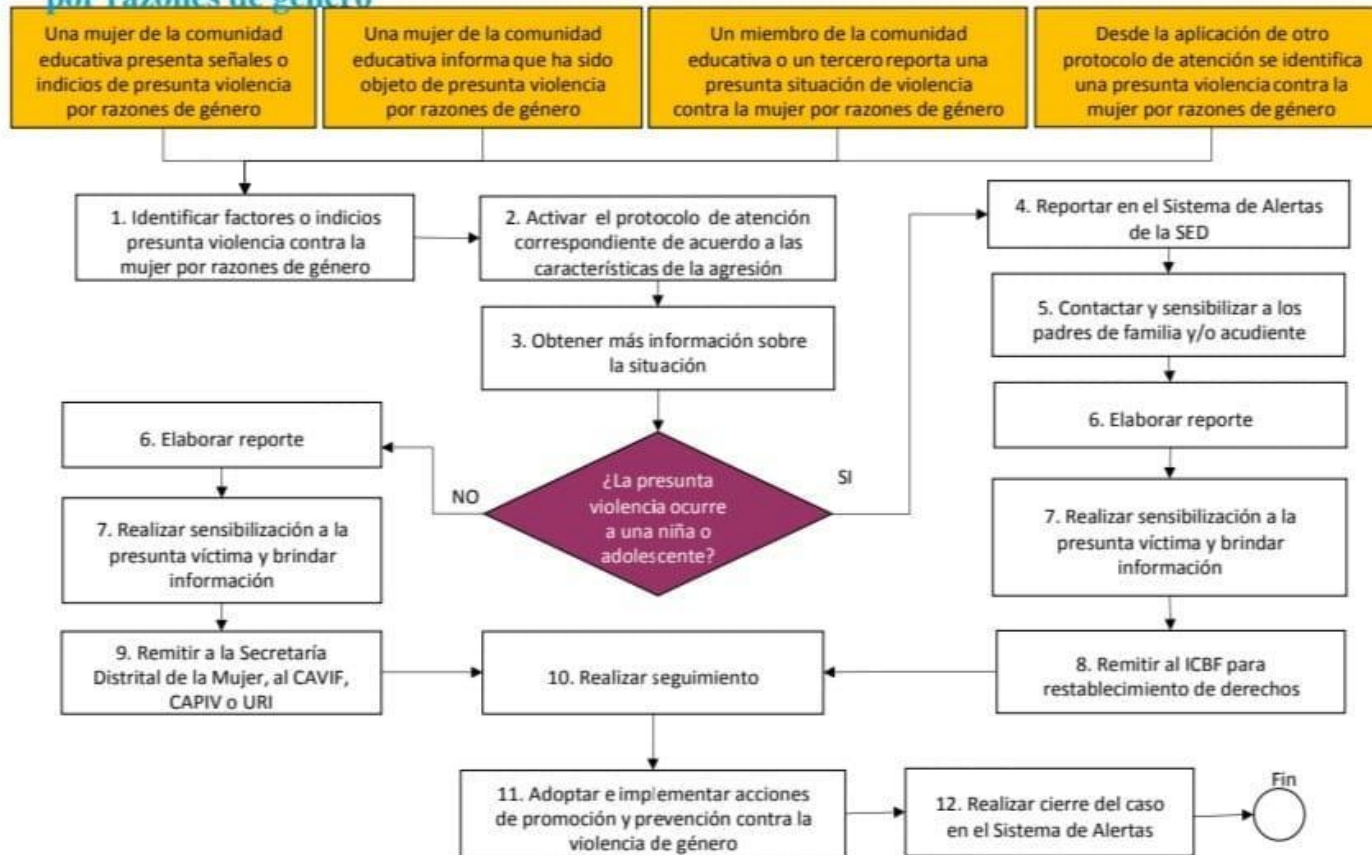 por razones de género
Una mujer de la comunidad
educativa presenta señales o
indicios de presunta violencia
por razones de género
Una mujer de la comunidad
educativa informa que ha sido
objeto de presunta violencia
por razones de género
Un miembro de la comunidad
educativa o un tercero reporta una
presunta situación de violencia
contra la mujer por razones de género
Desde la aplicación de otro
protocolo de atención se identifica
una presunta violencia contra la
mujer por razones de género
1. Identificar factores o indicios
presunta violencia contra la
mujer por razones de género
2. Activar el protocolo de atención
correspondiente de acuerdo a las
características de la agresión
3. Obtener más información sobre
la situación
4. Reportar en el Sistema de Alertas
de la SED
5. Contactar y sensibilizar a los
padres de familia y/o acudiente
6. Elaborar reporte
7. Realizar sensibilización a la
presunta víctima y brindar
información
8. Remitir al ICBF para
restablecimiento de derechos
¿La presunta
violencia ocurre
a una niña o
adolescente?
SI
NO
6. Elaborar reporte
7. Realizar sensibilización a la
presunta víctima y brindar
información
9. Remitir a la Secretaría
Distrital de la Mujer, al CAVIF,
CAPIV o URI
10. Realizar seguimiento
11. Adoptar e implementar acciones
de promoción y prevención contra la
violencia de género
12. Realizar cierre del caso
en el Sistema de Alertas
Fin